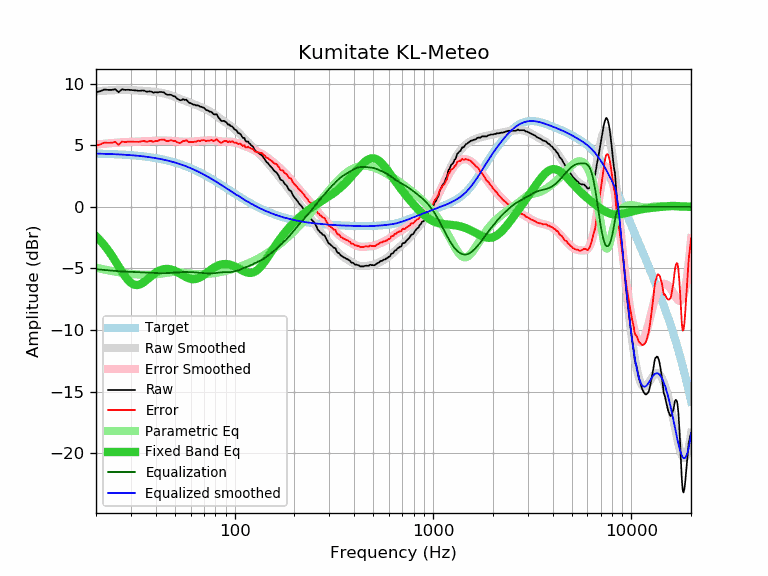 Kumitate KL-Meteo
Amplitude (dBr)
10
5
0
−5
−10
−15
−20
Target
Raw Smoothed
Error Smoothed
Raw
Error
Parametric Eq
Fixed Band Eq
Equalization
Equalized smoothed
100
1000
10000
Frequency (Hz)